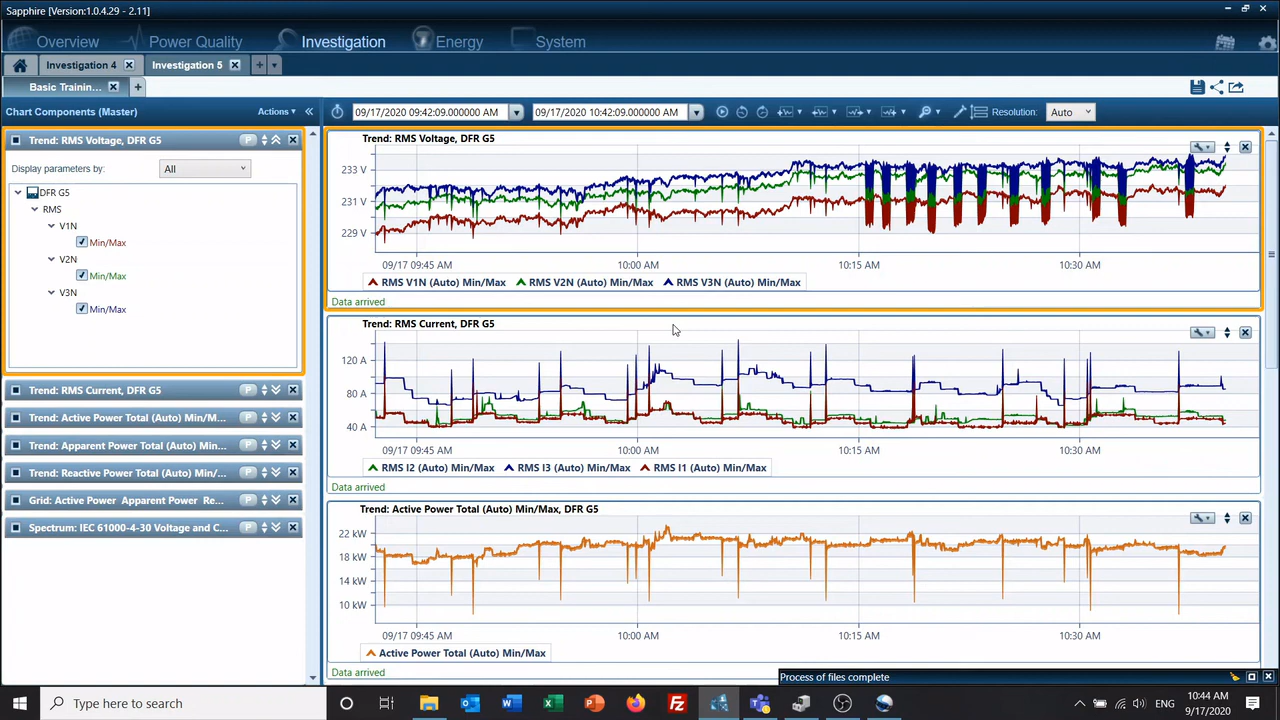 Sapphire [Version:1.0.4.29 - 2.11]
Overview Power Quality Investigation Energy System
Investigation 4 Investigation 5
Basic Trainin...
Chart Components (Master) Actions
09/17/2020 09:42:09.000000 AM 09/17/2020 10:42:09.000000 AM Resolution: Auto
Trend: RMS Voltage, DFR G5 P
Display parameters by: All
DFR G5
RMS
V1N
Min/Max
V2N
Min/Max
V3N
Min/Max
Trend: RMS Current, DFR G5 P
Trend: Active Power Total (Auto) Min/M... P
Trend: Apparent Power Total (Auto) Min... P
Trend: Reactive Power Total (Auto) Min/... P
Grid: Active Power Apparent Power Re... P
Spectrum: IEC 61000-4-30 Voltage and C... P
Trend: RMS Voltage, DFR G5
233 V
231 V
229 V
09/17 09:45 AM 10:00 AM 10:15 AM 10:30 AM
RMS V1N (Auto) Min/Max RMS V2N (Auto) Min/Max RMS V3N (Auto) Min/Max
Data arrived
Trend: RMS Current, DFR G5
120 A
80 A
40 A
09/17 09:45 AM 10:00 AM 10:15 AM 10:30 AM
RMS I2 (Auto) Min/Max RMS I3 (Auto) Min/Max RMS I1 (Auto) Min/Max
Data arrived
Trend: Active Power Total (Auto) Min/Max, DFR G5
22 kW
18 kW
14 kW
10 kW
09/17 09:45 AM 10:00 AM 10:15 AM 10:30 AM
Active Power Total (Auto) Min/Max
Data arrived
Process of files complete
Type here to search
ENG
10:44 AM
9/17/2020